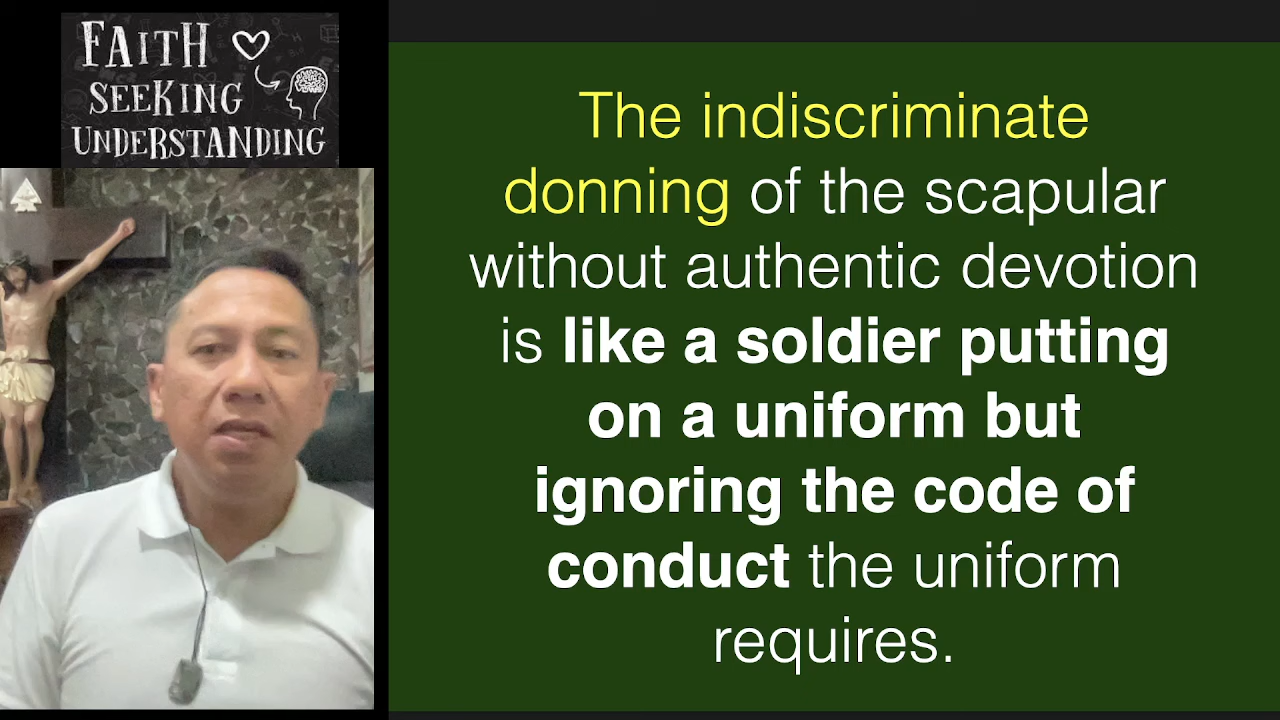 FAITH
SEEKING
UNDERSTANDING
The indiscriminate
donning of the scapular
without authentic devotion
is like a soldier putting
on a uniform but
ignoring the code of
conduct the uniform
requires.